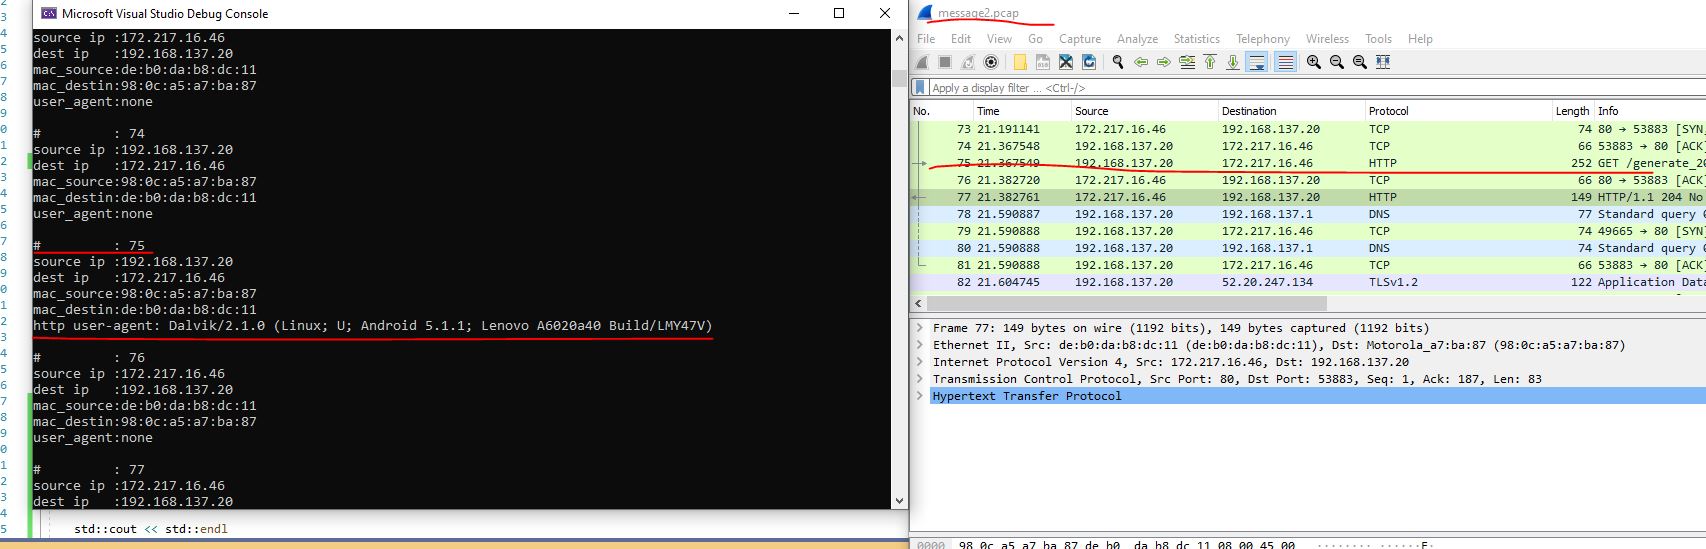 Microsoft Visual Studio Debug Console
source ip :172.217.16.46
dest ip   :192.168.137.20
mac_source:de:b0:da:b8:dc:11
mac_destin:98:0c:a5:a7:ba:87
user_agent:none
#          : 74
source ip :192.168.137.20
dest ip   :172.217.16.46
mac_source:98:0c:a5:a7:ba:87
mac_destin:de:b0:da:b8:dc:11
user_agent:none
#          : 75
source ip :192.168.137.20
dest ip   :172.217.16.46
mac_source:98:0c:a5:a7:ba:87
mac_destin:de:b0:da:b8:dc:11
http user-agent: Dalvik/2.1.0 (Linux; U; Android 5.1.1; Lenovo A6020a40 Build/LMY47V)
#          : 76
source ip :172.217.16.46
dest ip   :192.168.137.20
mac_source:de:b0:da:b8:dc:11
mac_destin:98:0c:a5:a7:ba:87
user_agent:none
#          : 77
source ip :172.217.16.46
dest ip   :192.168.137.20
std::cout << std::endl
message2.pcap
File Edit View Go Capture Analyze Statistics Telephony Wireless Tools Help
Apply a display filter ... <Ctrl-/>
No. Time Source Destination Protocol Length Info
73 21.191141 172.217.16.46 192.168.137.20 TCP 74 80 → 53883 [SYN,
74 21.367548 192.168.137.20 172.217.16.46 TCP 66 53883 → 80 [ACK]
75 21.367549 192.168.137.20 172.217.16.46 HTTP 252 GET /generate_20
76 21.382720 172.217.16.46 192.168.137.20 TCP 66 80 → 53883 [ACK]
77 21.382761 172.217.16.46 192.168.137.20 HTTP 149 HTTP/1.1 204 No
78 21.590887 192.168.137.20 192.168.137.1 DNS 77 Standard query 0
79 21.590888 192.168.137.20 172.217.16.46 TCP 74 49665 → 80 [SYN]
80 21.590888 192.168.137.20 192.168.137.1 DNS 74 Standard query 0
81 21.590888 192.168.137.20 172.217.16.46 TCP 66 53883 → 80 [ACK]
82 21.604745 192.168.137.20 52.20.247.134 TLSv1.2 122 Application Data
Frame 77: 149 bytes on wire (1192 bits), 149 bytes captured (1192 bits)
Ethernet II, Src: de:b0:da:b8:dc:11 (de:b0:da:b8:dc:11), Dst: Motorola_a7:ba:87 (98:0c:a5:a7:ba:87)
Internet Protocol Version 4, Src: 172.217.16.46, Dst: 192.168.137.20
Transmission Control Protocol, Src Port: 80, Dst Port: 53883, Seq: 1, Ack: 187, Len: 83
Hypertext Transfer Protocol
0000 98 0c a5 a7 ba 87 de b0 da b8 dc 11 08 00 45 00 ········ ······E·